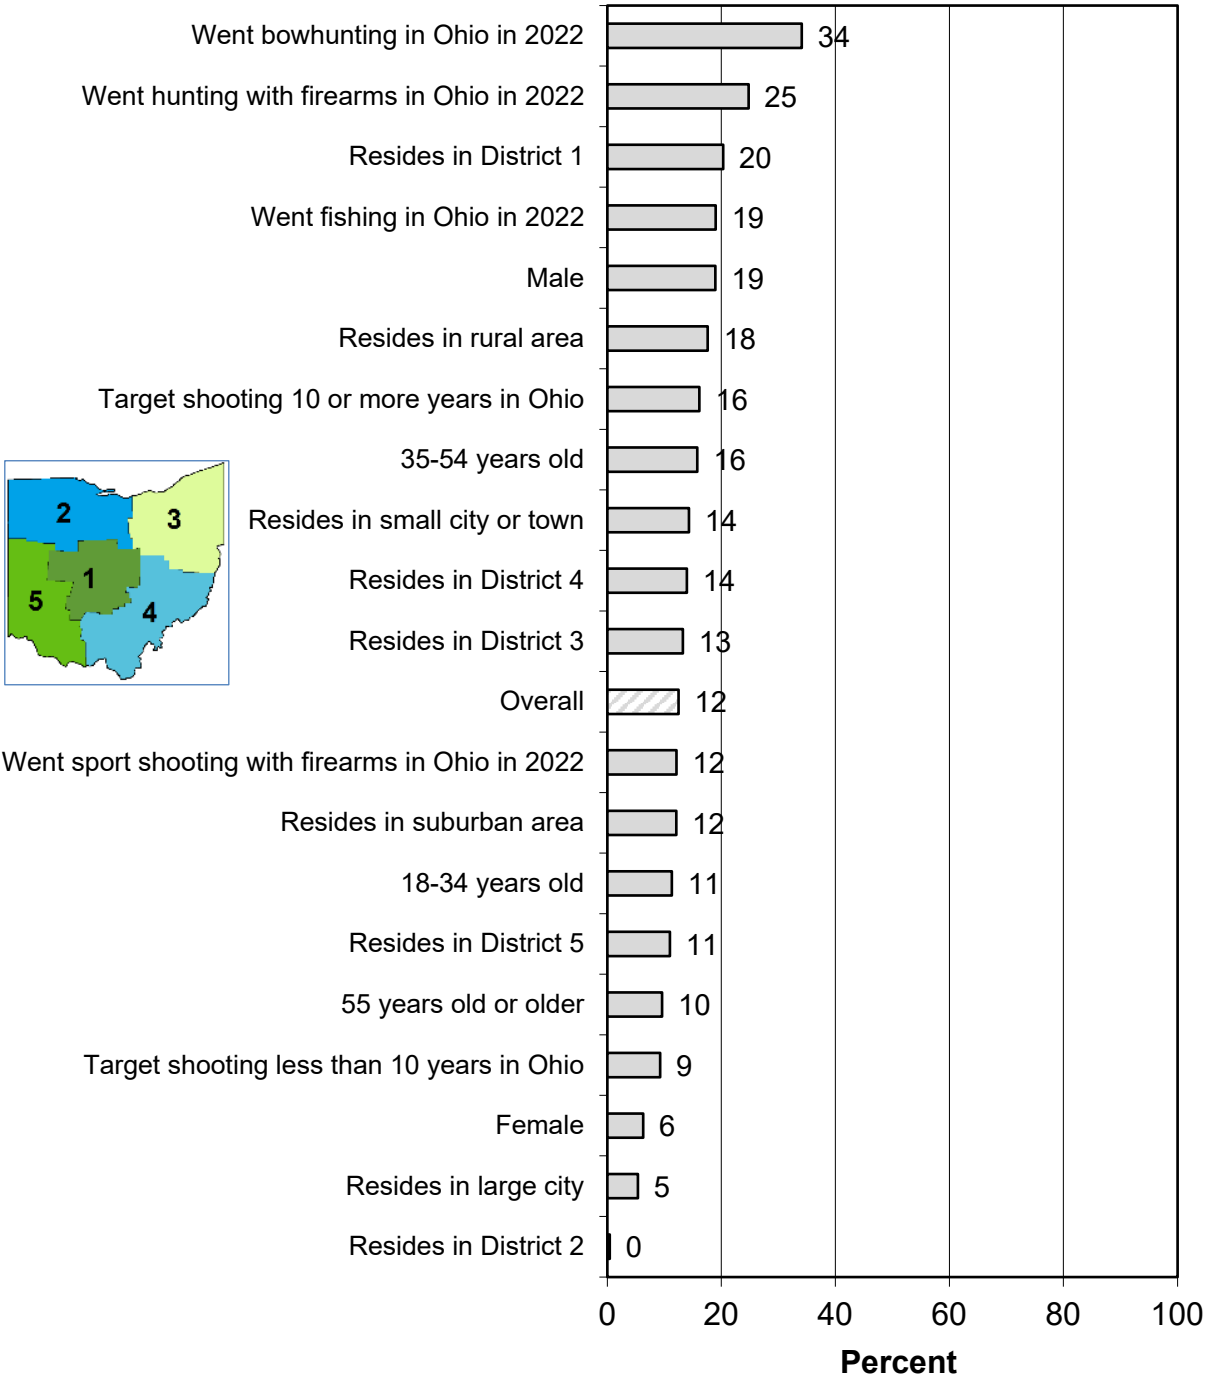 Went bowhunting in Ohio in 2022 34
Went hunting with firearms in Ohio in 2022 25
Resides in District 1 20
Went fishing in Ohio in 2022 19
Male 19
Resides in rural area 18
Target shooting 10 or more years in Ohio 16
35-54 years old 16
Resides in small city or town 14
Resides in District 4 14
Resides in District 3 13
Overall 12
Went sport shooting with firearms in Ohio in 2022 12
Resides in suburban area 12
18-34 years old 11
Resides in District 5 11
55 years old or older 10
Target shooting less than 10 years in Ohio 9
Female 6
Resides in large city 5
Resides in District 2 0
0 20 40 60 80 100
Percent
2 3
1
5 4